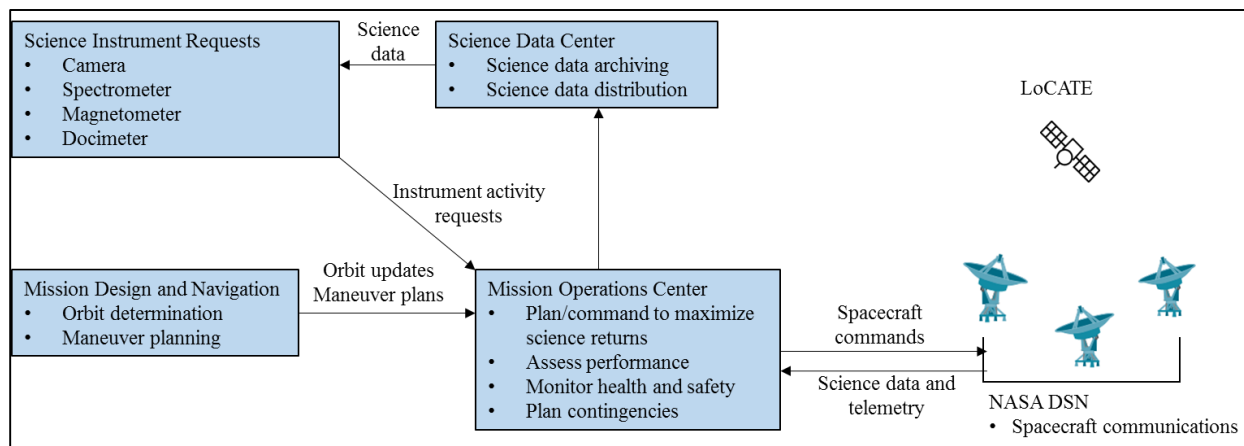 Science Instrument Requests
• Camera
• Spectrometer
• Magnetometer
• Docimeter
Science
data
Science Data Center
• Science data archiving
• Science data distribution
LoCATE
Instrument activity
requests
Mission Design and Navigation
• Orbit determination
• Maneuver planning
Orbit updates
Maneuver plans
Mission Operations Center
• Plan/command to maximize
science returns
• Assess performance
• Monitor health and safety
• Plan contingencies
Spacecraft
commands
Science data and
telemetry
NASA DSN
• Spacecraft communications